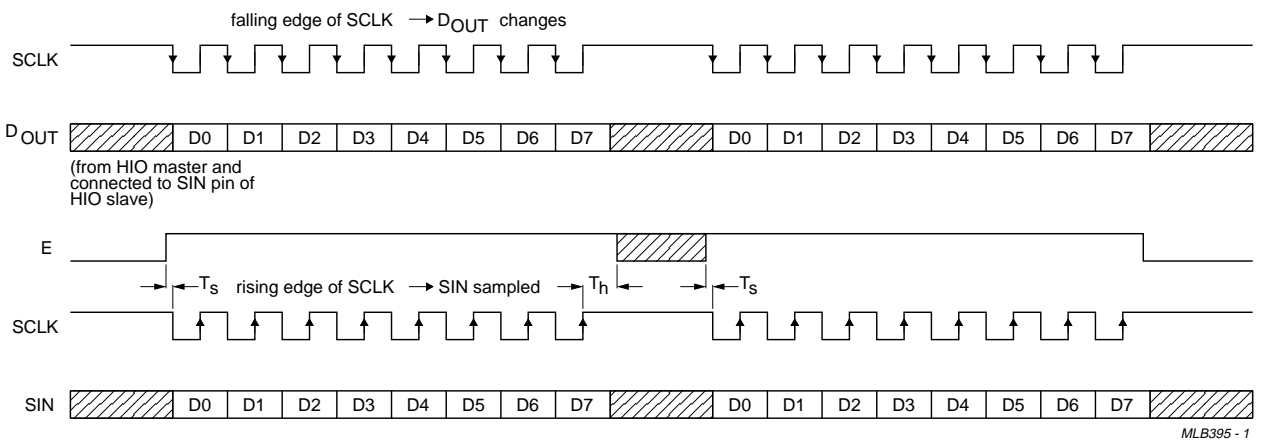 falling edge of SCLK → DOUT changes
SCLK
DOUT D0 D1 D2 D3 D4 D5 D6 D7 D0 D1 D2 D3 D4 D5 D6 D7
(from HIO master and
connected to SIN pin of
HIO slave)
E
Ts rising edge of SCLK → SIN sampled Th Ts
SCLK
SIN D0 D1 D2 D3 D4 D5 D6 D7 D0 D1 D2 D3 D4 D5 D6 D7
MLB395 - 1